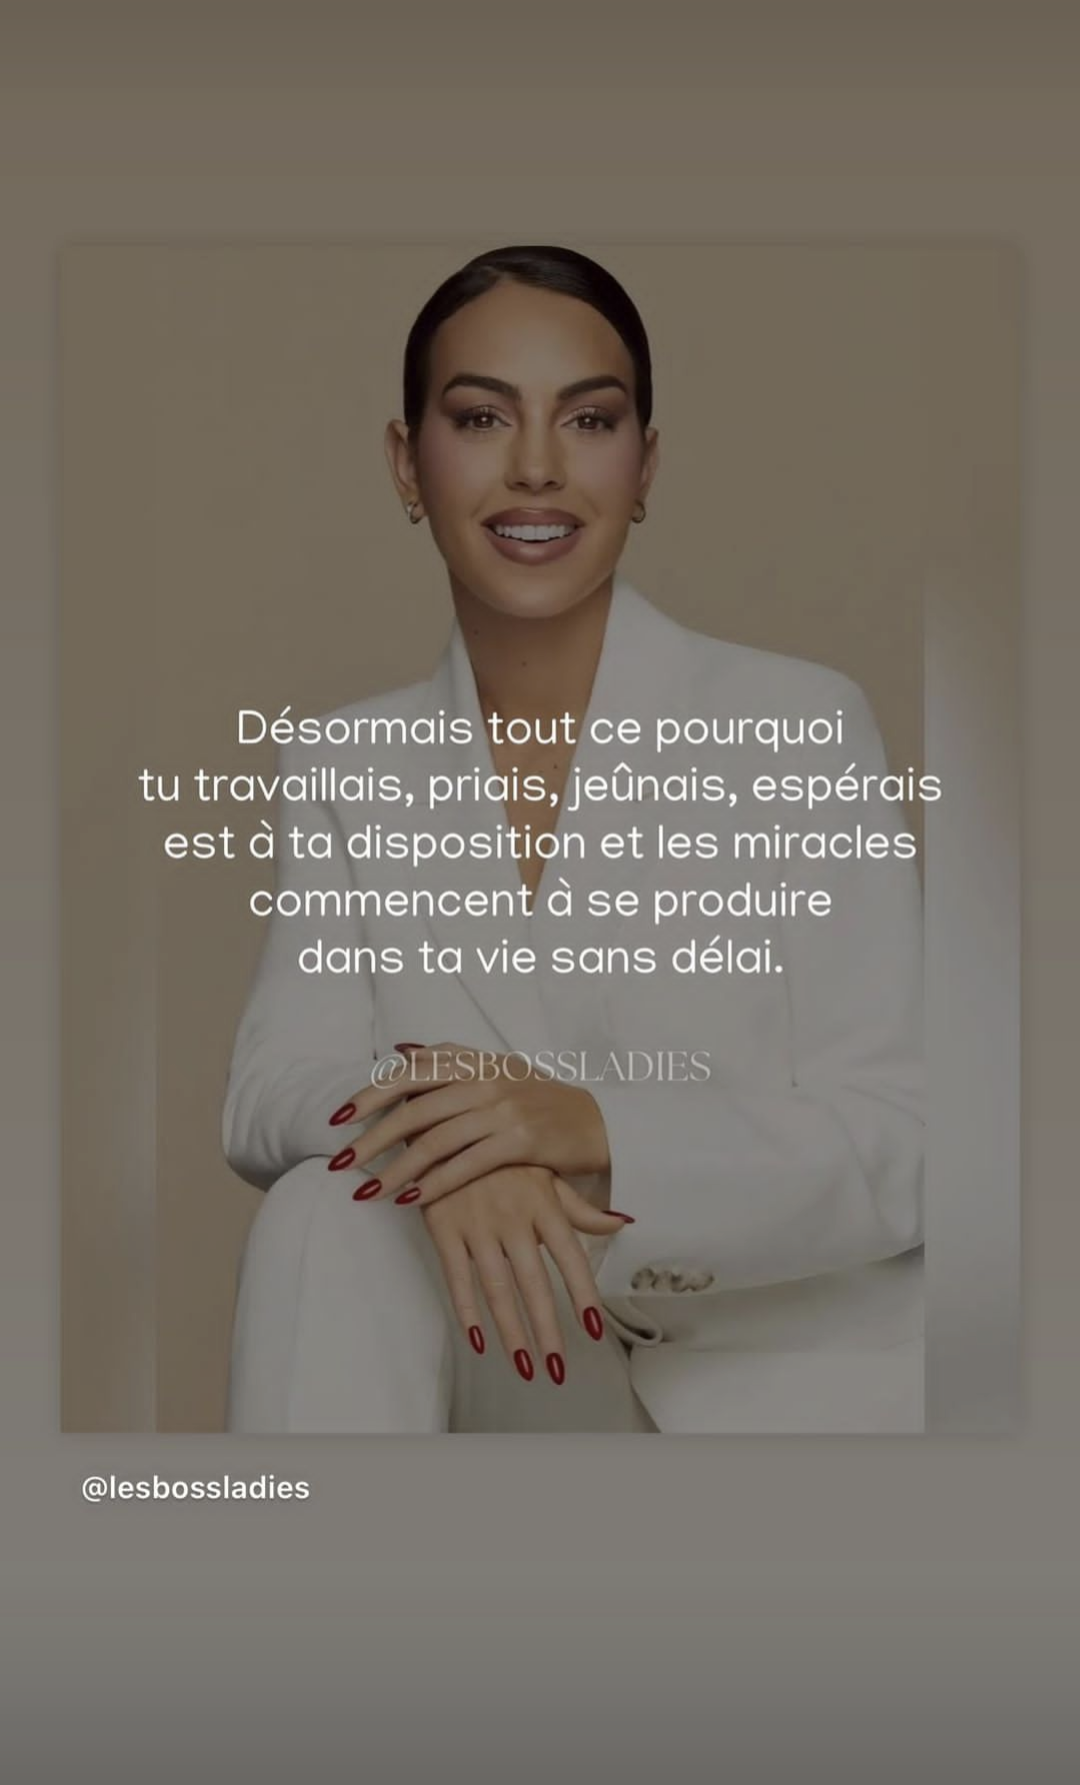 Désormais tout ce pourquoi
tu travaillais, priais, jeûnais, espérais
est à ta disposition et les miracles
commencent à se produire
dans ta vie sans délai.
@LESBOSSLADIES
@lesbossladies